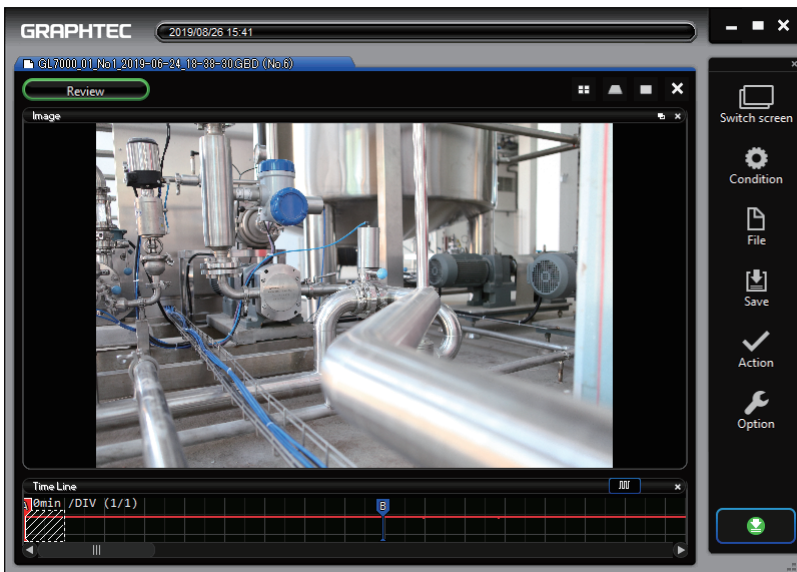 GRAPHTEC
2019/08/26 15:41
GL7000_01_No1_2019-06-24_18-38-30.GBD (No.6)
Review
Image
Switch screen
Condition
File
Save
Action
Option
Time Line
0min /DIV (1/1)
A
B